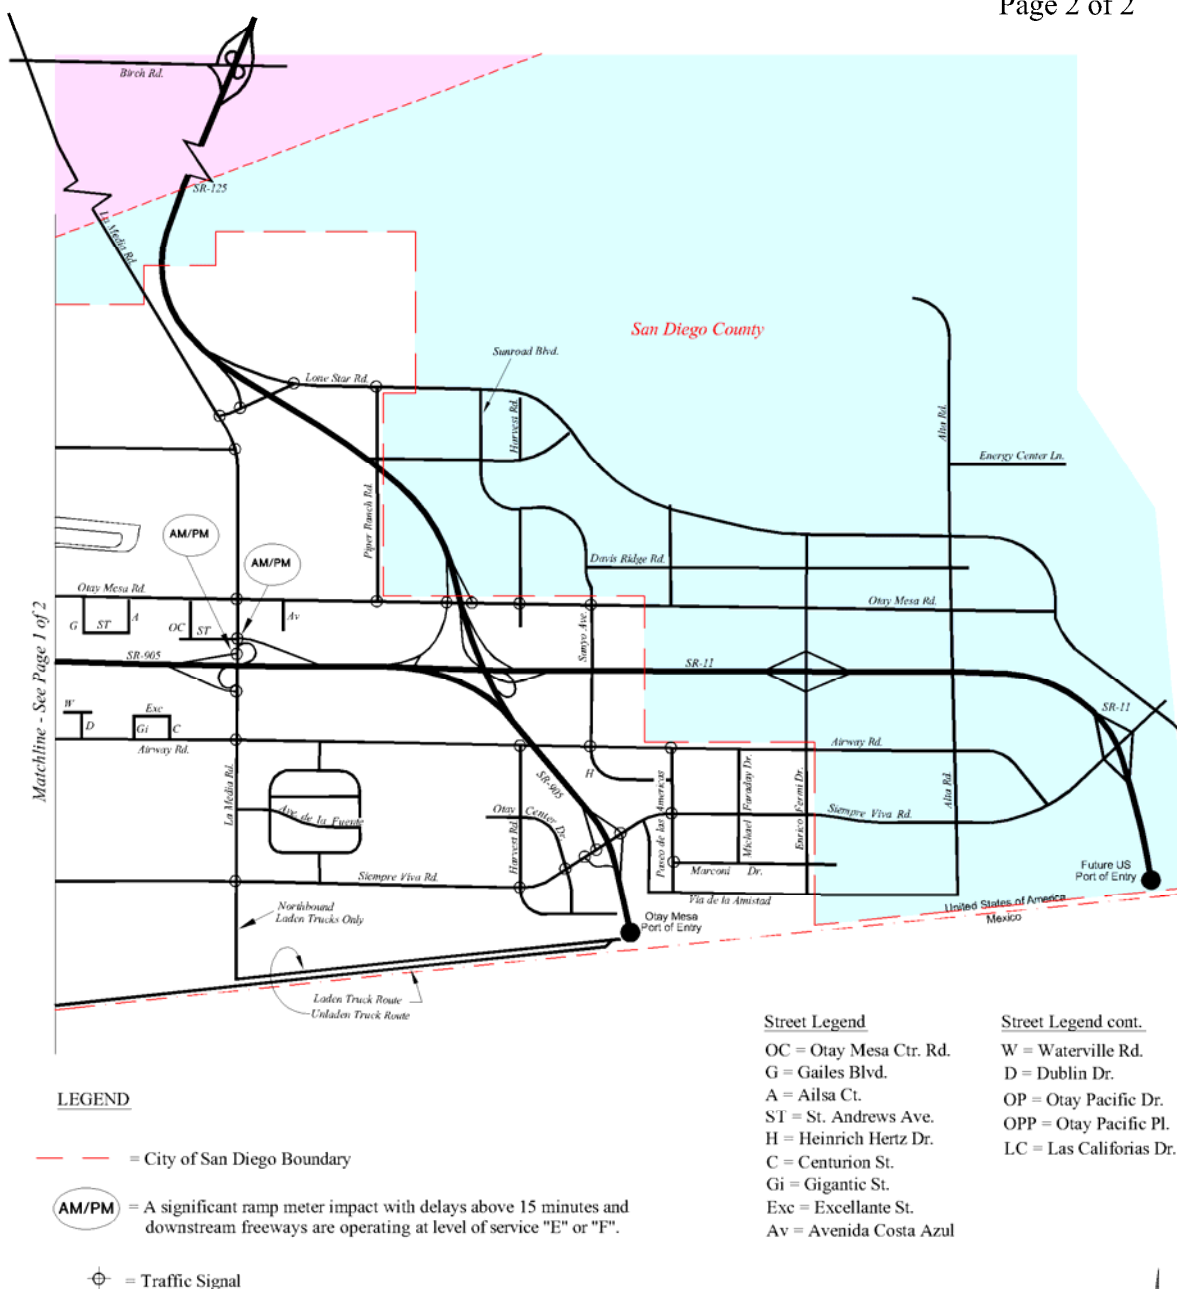 Page 2 of 2
Birch Rd.
SR-125
La Media Rd.
San Diego County
Sunroad Blvd.
Lone Star Rd.
Harvest Rd.
Alta Rd.
Energy Center Ln.
Piper Ranch Rd.
AM/PM
AM/PM
Davis Ridge Rd.
Otay Mesa Rd.
Otay Mesa Rd.
G
ST
A
OC
ST
Av
Sanyo Ave.
SR-905
SR-11
SR-11
Matchline - See Page 1 of 2
W
D
Exc
Gi
C
Airway Rd.
Airway Rd.
La Media Rd.
H
SR-905
Ave. de la Fuente
Otay Center Dr.
Harvest Rd.
Paseo de las Americas
Michael Faraday Dr.
Enrico Fermi Dr.
Alta Rd.
Siempre Viva Rd.
Siempre Viva Rd.
Marconi Dr.
Via de la Amistad
Future US
Port of Entry
United States of America
Mexico
Northbound
Laden Trucks Only
Otay Mesa
Port of Entry
Laden Truck Route
Unladen Truck Route
Street Legend
OC = Otay Mesa Ctr. Rd.
G = Gailes Blvd.
A = Ailsa Ct.
ST = St. Andrews Ave.
H = Heinrich Hertz Dr.
C = Centurion St.
Gi = Gigantic St.
Exc = Excellante St.
Av = Avenida Costa Azul
Street Legend cont.
W = Waterville Rd.
D = Dublin Dr.
OP = Otay Pacific Dr.
OPP = Otay Pacific Pl.
LC = Las Califorias Dr.
LEGEND
= City of San Diego Boundary
AM/PM = A significant ramp meter impact with delays above 15 minutes and
downstream freeways are operating at level of service "E" or "F".
= Traffic Signal